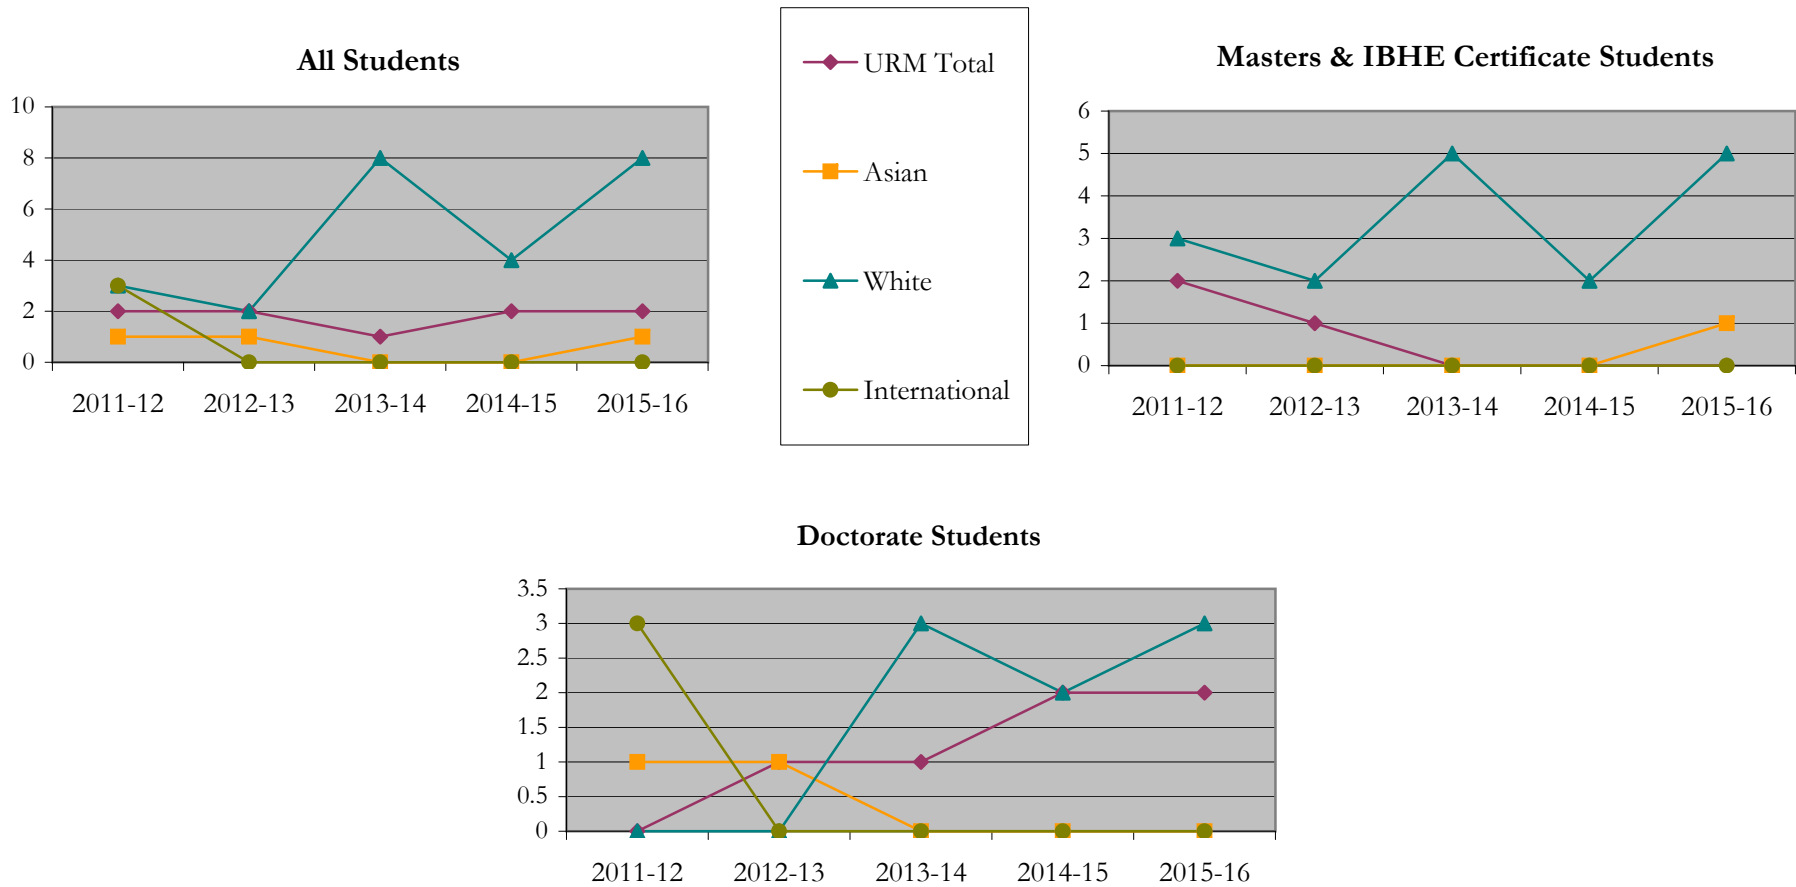 All Students
10
8
6
4
2
0
2011-12 2012-13 2013-14 2014-15 2015-16
URM Total
Asian
White
International
Masters & IBHE Certificate Students
6
5
4
3
2
1
0
2011-12 2012-13 2013-14 2014-15 2015-16
Doctorate Students
3.5
3
2.5
2
1.5
1
0.5
0
2011-12 2012-13 2013-14 2014-15 2015-16